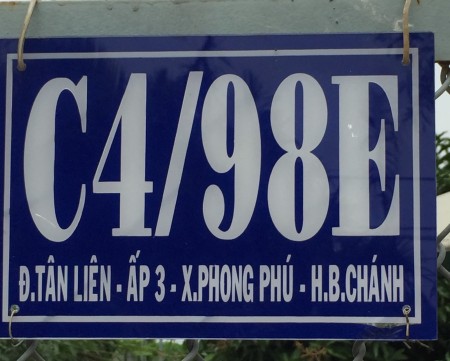 C4/98E
Đ.TÂN LIÊN - ẤP 3 - X.PHONG PHÚ - H.B.CHÁNH